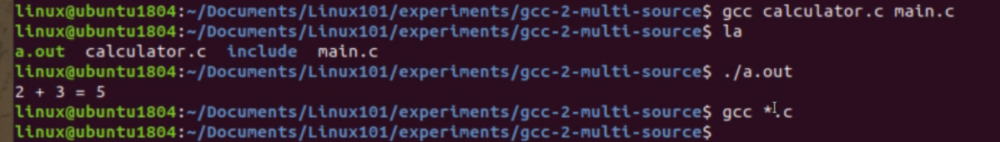 linux@ubuntu1804:~/Documents/Linux101/experiments/gcc-2-multi-source$ gcc calculator.c main.c
linux@ubuntu1804:~/Documents/Linux101/experiments/gcc-2-multi-source$ la
a.out  calculator.c  include  main.c
linux@ubuntu1804:~/Documents/Linux101/experiments/gcc-2-multi-source$ ./a.out
2 + 3 = 5
linux@ubuntu1804:~/Documents/Linux101/experiments/gcc-2-multi-source$ gcc *.c
linux@ubuntu1804:~/Documents/Linux101/experiments/gcc-2-multi-source$